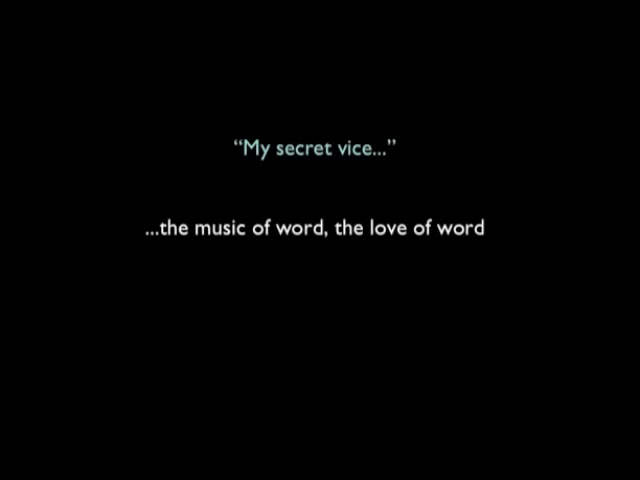 “My secret vice...”
...the music of word, the love of word